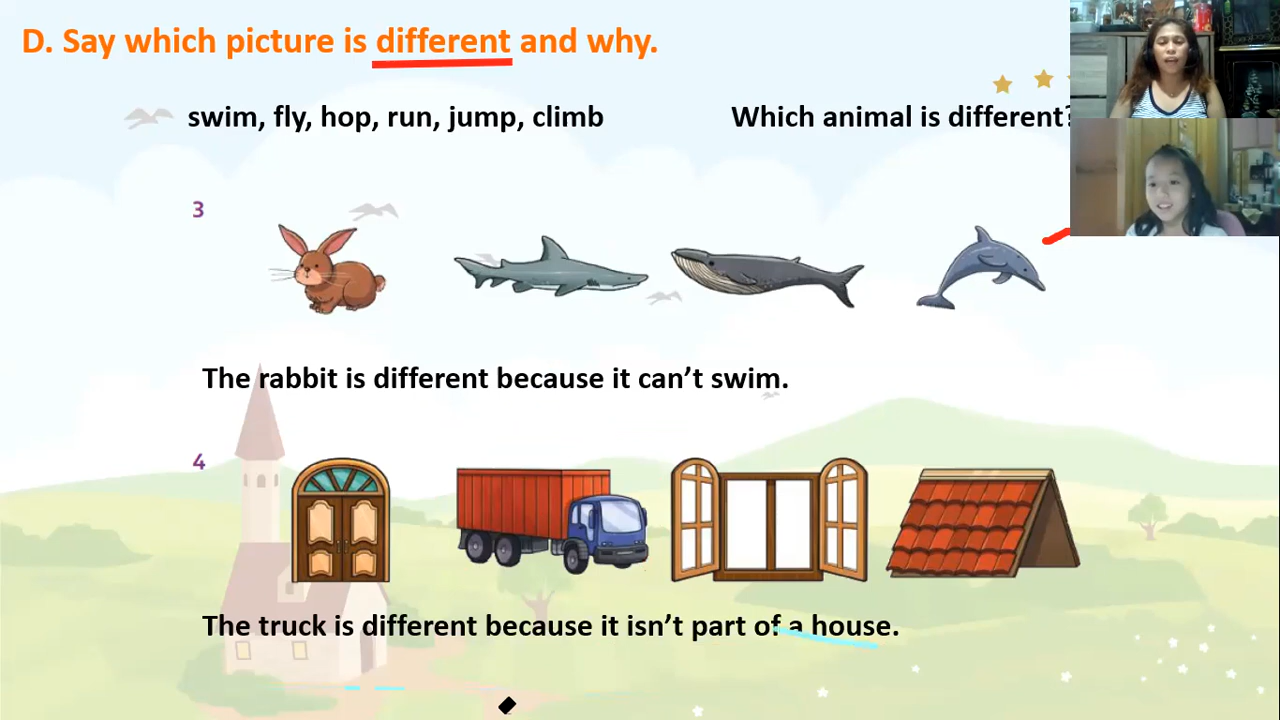 D. Say which picture is different and why.
swim, fly, hop, run, jump, climb
Which animal is different?
3
The rabbit is different because it can't swim.
4
The truck is different because it isn't part of a house.